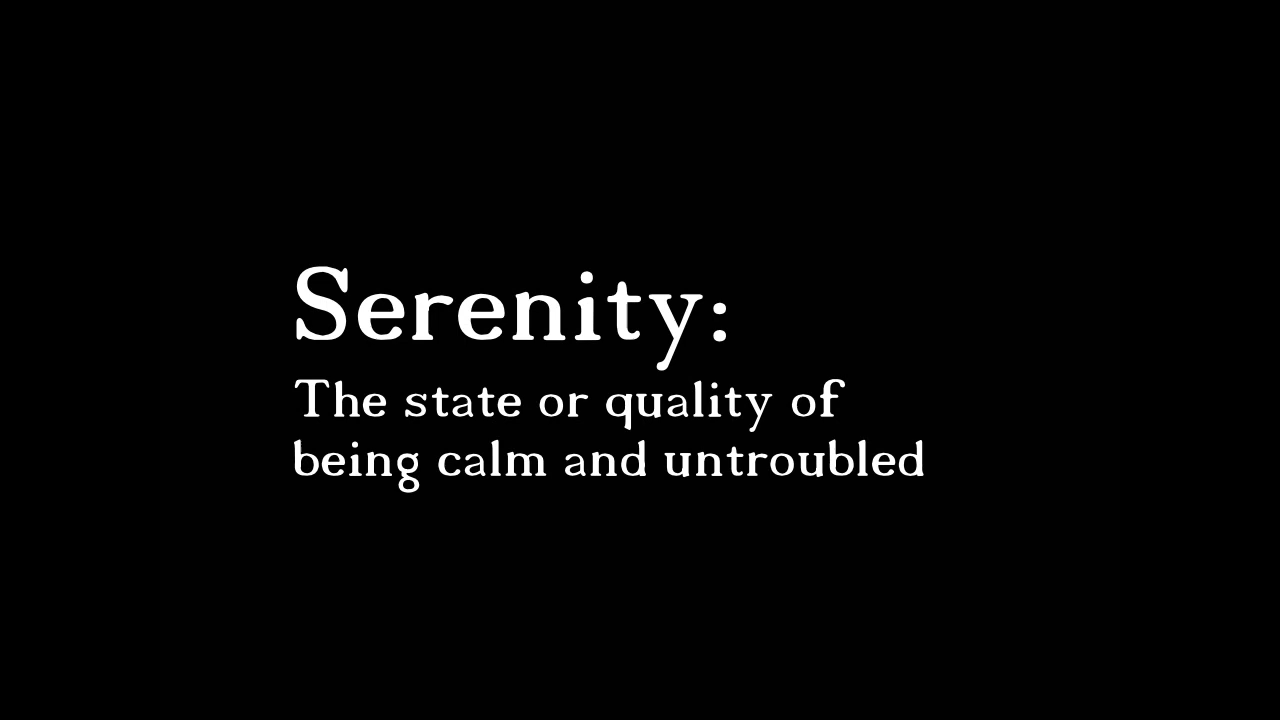 Serenity:
The state or quality of
being calm and untroubled